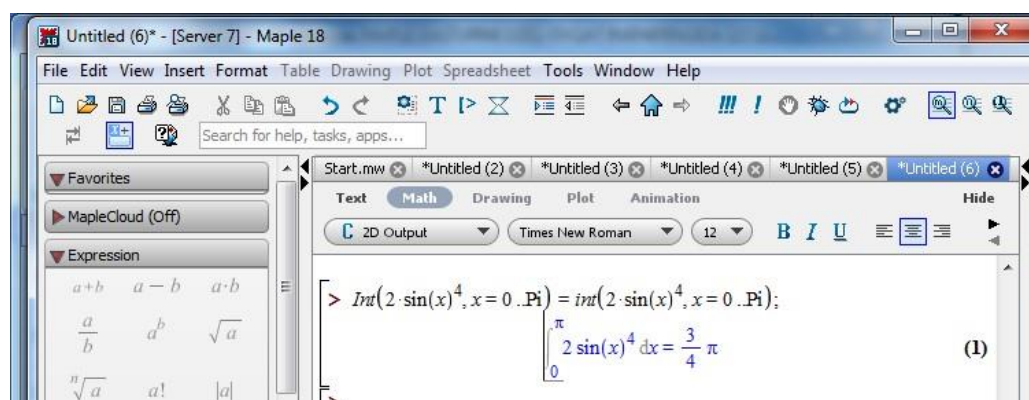 Untitled (6)* - [Server 7] - Maple 18
File Edit View Insert Format Table Drawing Plot Spreadsheet Tools Window Help
Search for help, tasks, apps...
Start.mw *Untitled (2) *Untitled (3) *Untitled (4) *Untitled (5) *Untitled (6)
Favorites
Text Math Drawing Plot Animation Hide
MapleCloud (Off)
C 2D Output Times New Roman 12 B I U
Expression
a+b a − b a·b
a/b a^b √a
ⁿ√a a! |a|
> Int(2·sin(x)^4, x = 0 ..Pi) = int(2·sin(x)^4, x = 0 ..Pi);
∫₀^π 2 sin(x)^4 dx = 3/4 π (1)
>